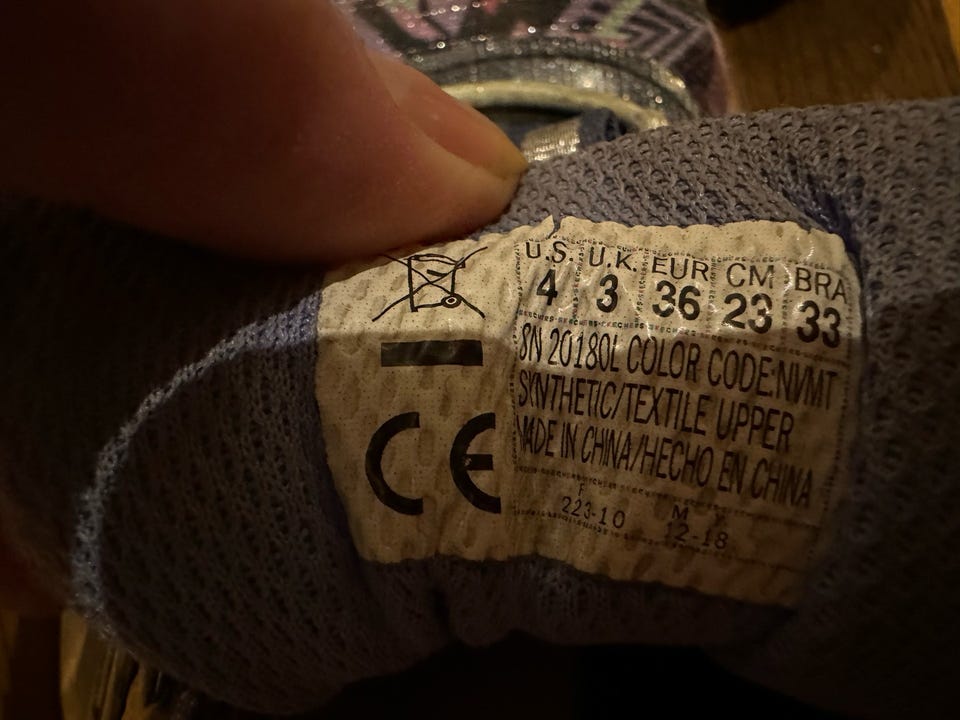 U.S. U.K. EUR CM BRA
4 3 36 23 33
SN 20180L COLOR CODE:NVMT
SYNTHETIC/TEXTILE UPPER
MADE IN CHINA/HECHO EN CHINA
F M Y
223-10 12-18
CE